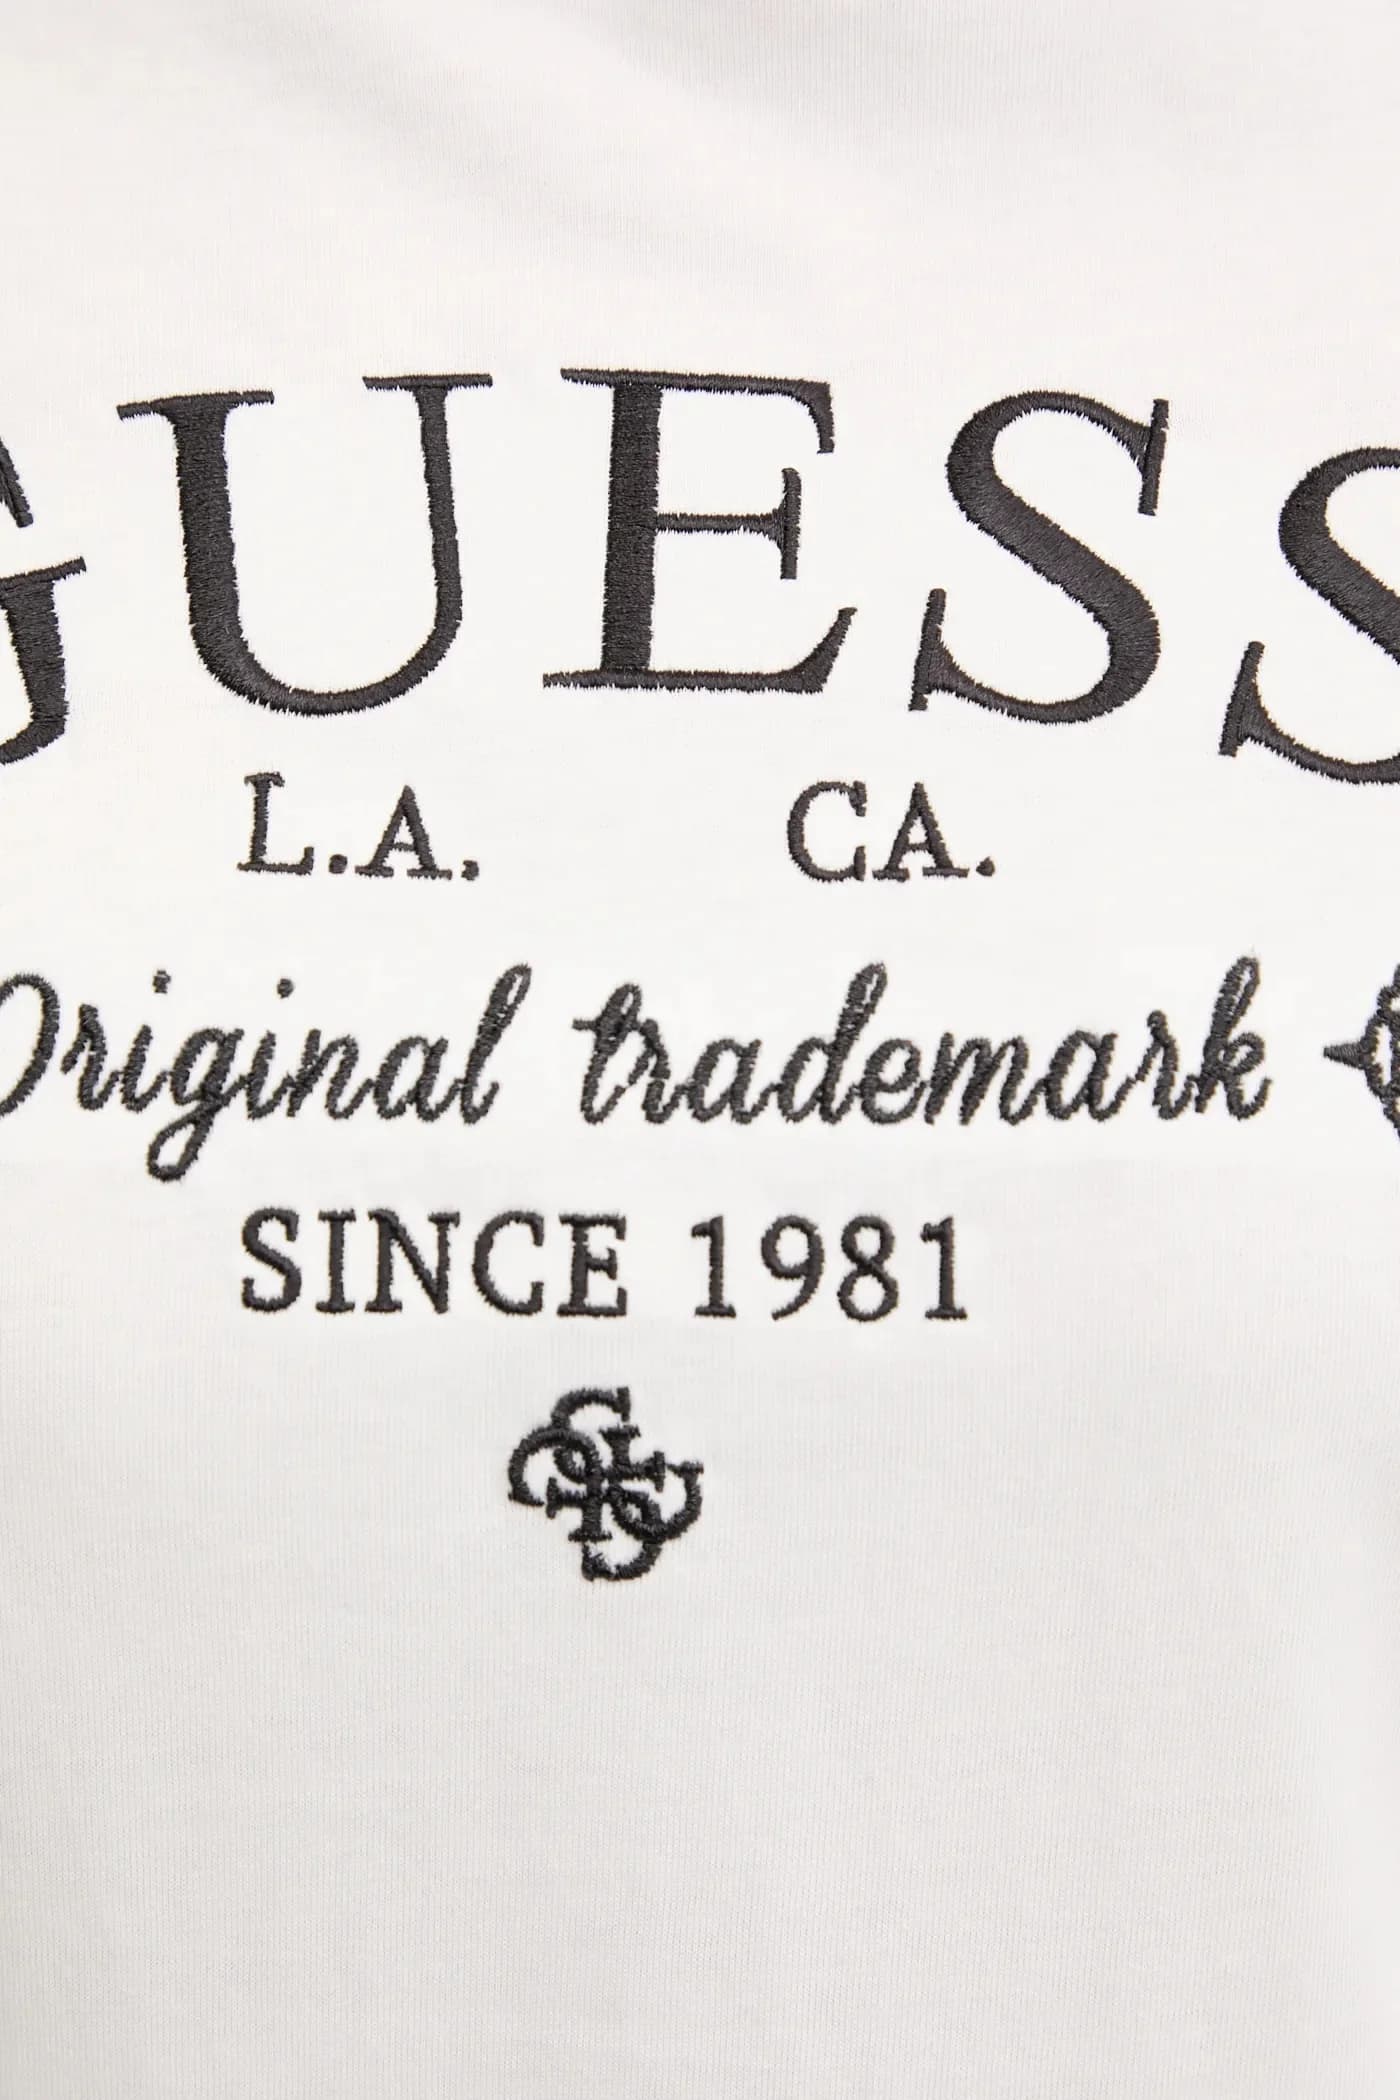 GUESS
L.A. CA.
Original trademark
SINCE 1981